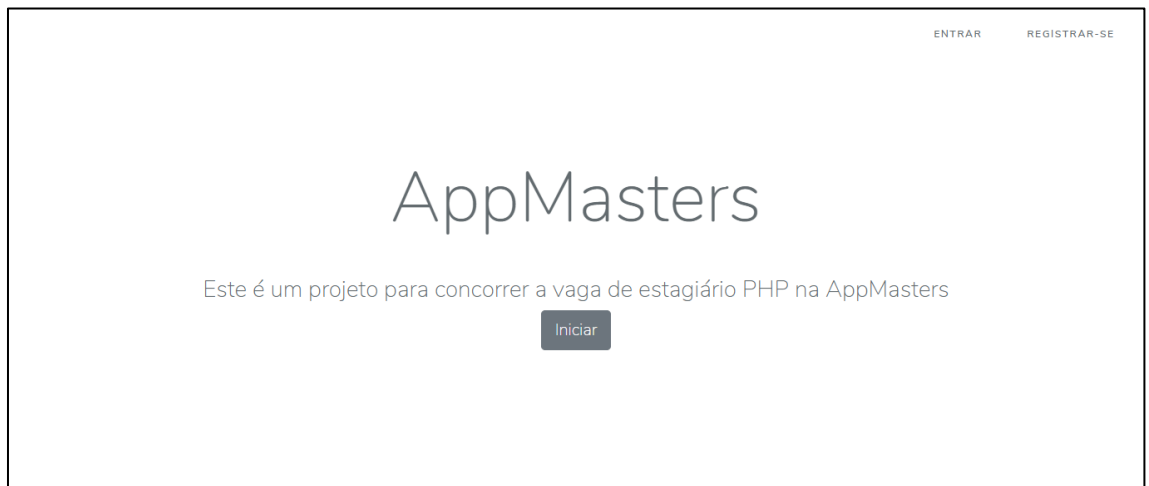 ENTRAR REGISTRAR-SE
AppMasters
Este é um projeto para concorrer a vaga de estagiário PHP na AppMasters
Iniciar